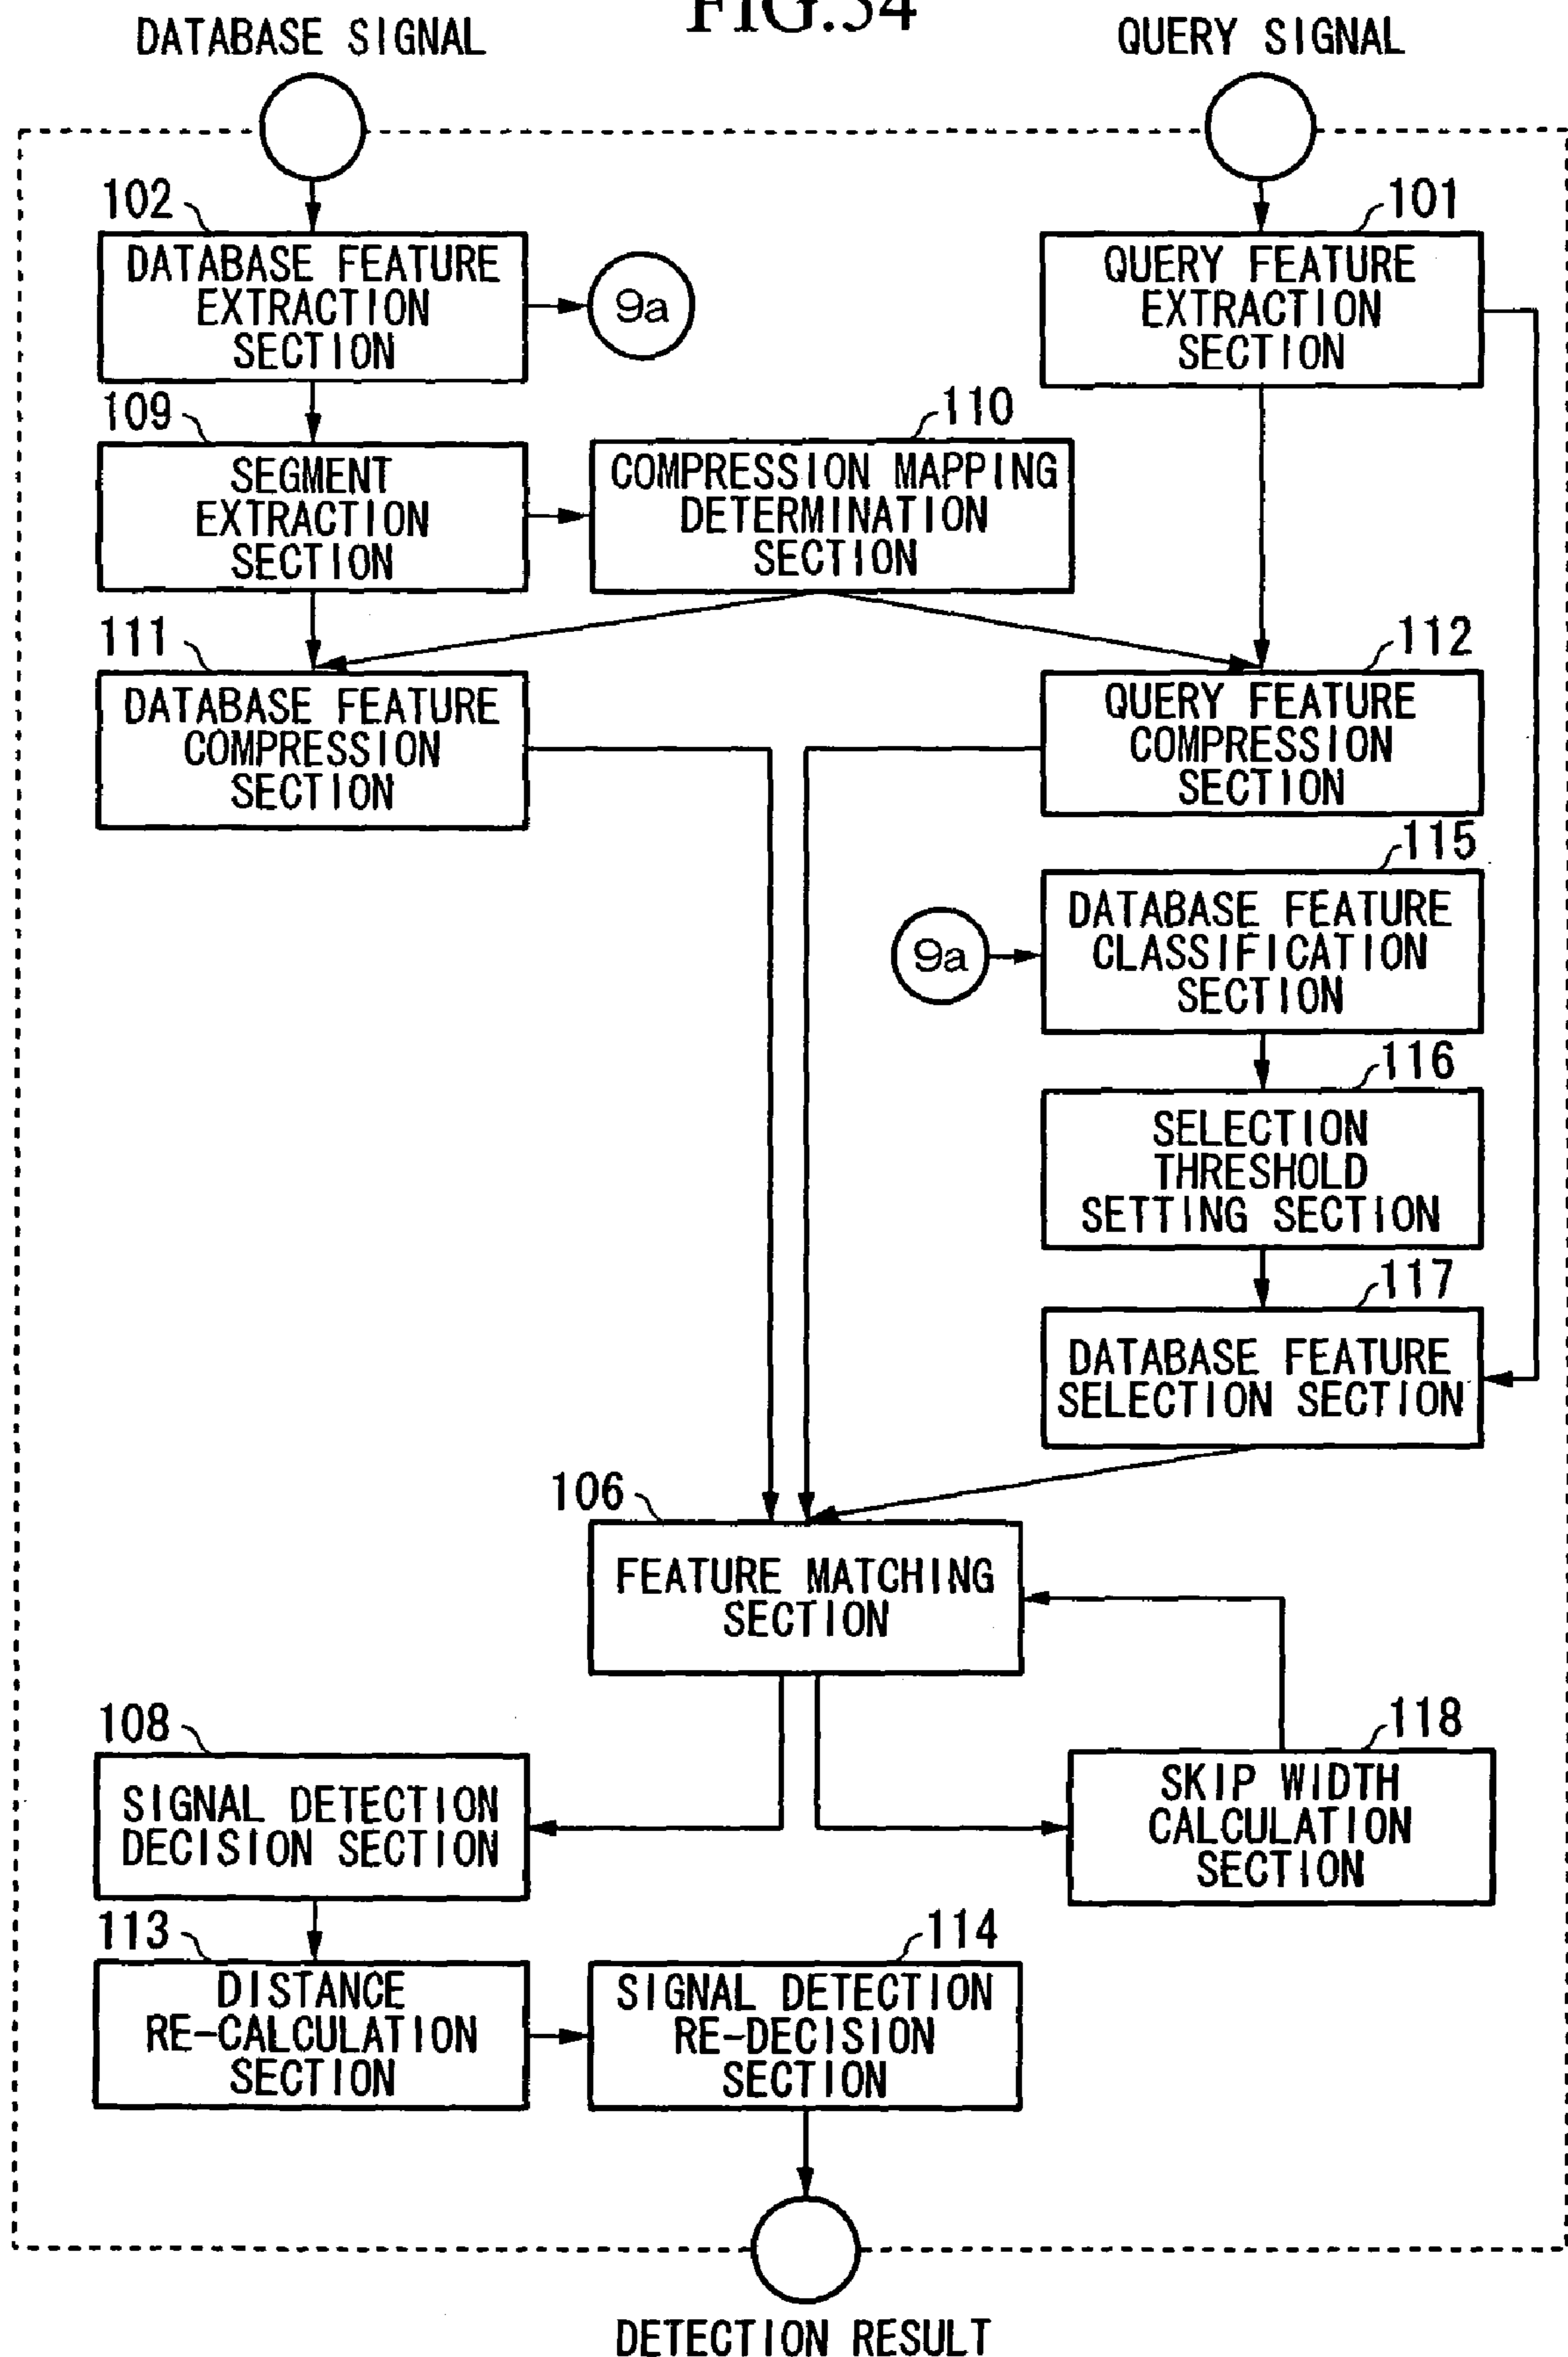 FIG.54
DATABASE SIGNAL
QUERY SIGNAL
102
101
DATABASE FEATURE
EXTRACTION
SECTION
9a
QUERY FEATURE
EXTRACTION
SECTION
109
110
SEGMENT
EXTRACTION
SECTION
COMPRESSION MAPPING
DETERMINATION
SECTION
111
112
DATABASE FEATURE
COMPRESSION
SECTION
QUERY FEATURE
COMPRESSION
SECTION
115
9a
DATABASE FEATURE
CLASSIFICATION
SECTION
116
SELECTION
THRESHOLD
SETTING SECTION
117
DATABASE FEATURE
SELECTION SECTION
106
FEATURE MATCHING
SECTION
108
118
SIGNAL DETECTION
DECISION SECTION
SKIP WIDTH
CALCULATION
SECTION
113
114
DISTANCE
RE-CALCULATION
SECTION
SIGNAL DETECTION
RE-DECISION
SECTION
DETECTION RESULT